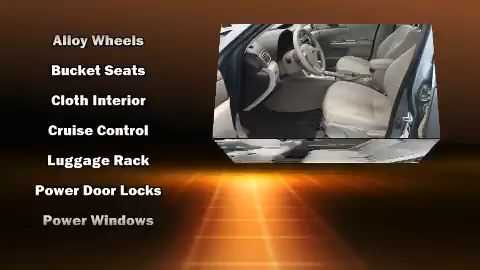 Alloy Wheels
Bucket Seats
Cloth Interior
Cruise Control
Luggage Rack
Power Door Locks
Power Windows